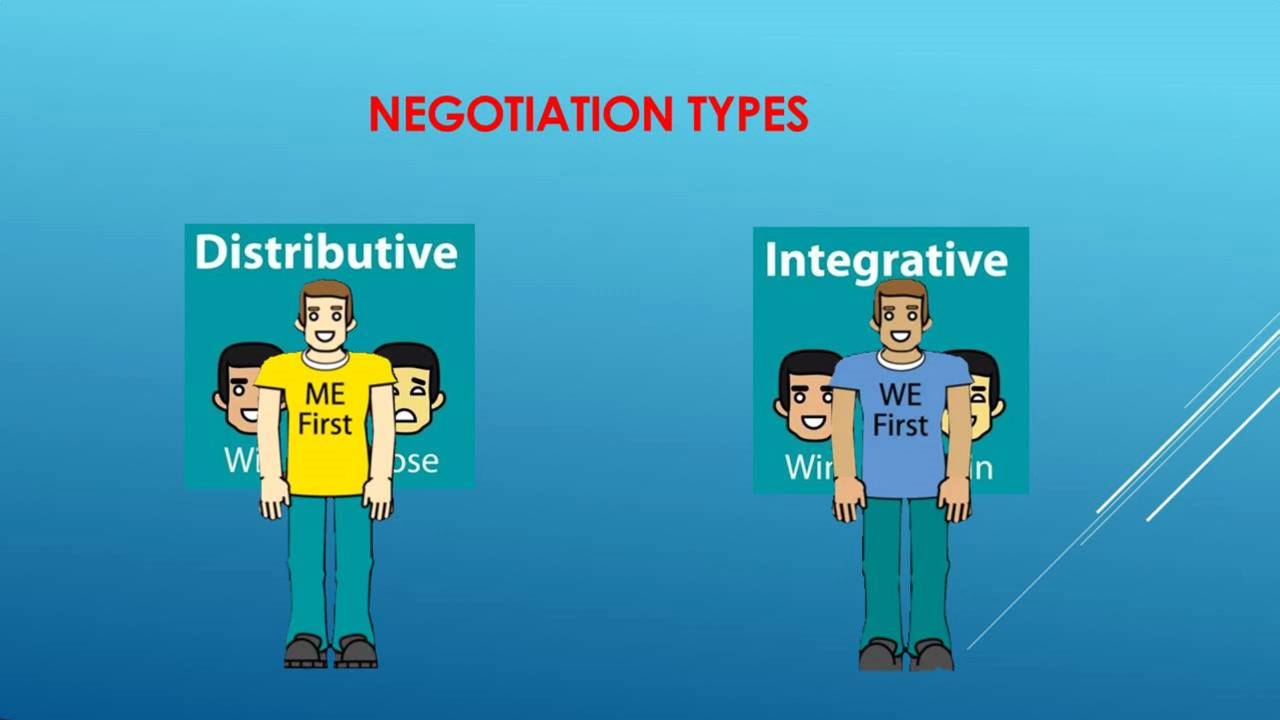 NEGOTIATION TYPES
Distributive
ME
First
Integrative
WE
First